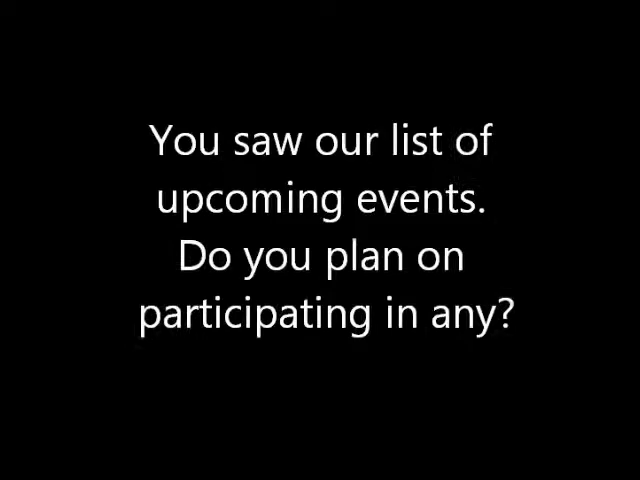 You saw our list of
upcoming events.
Do you plan on
participating in any?